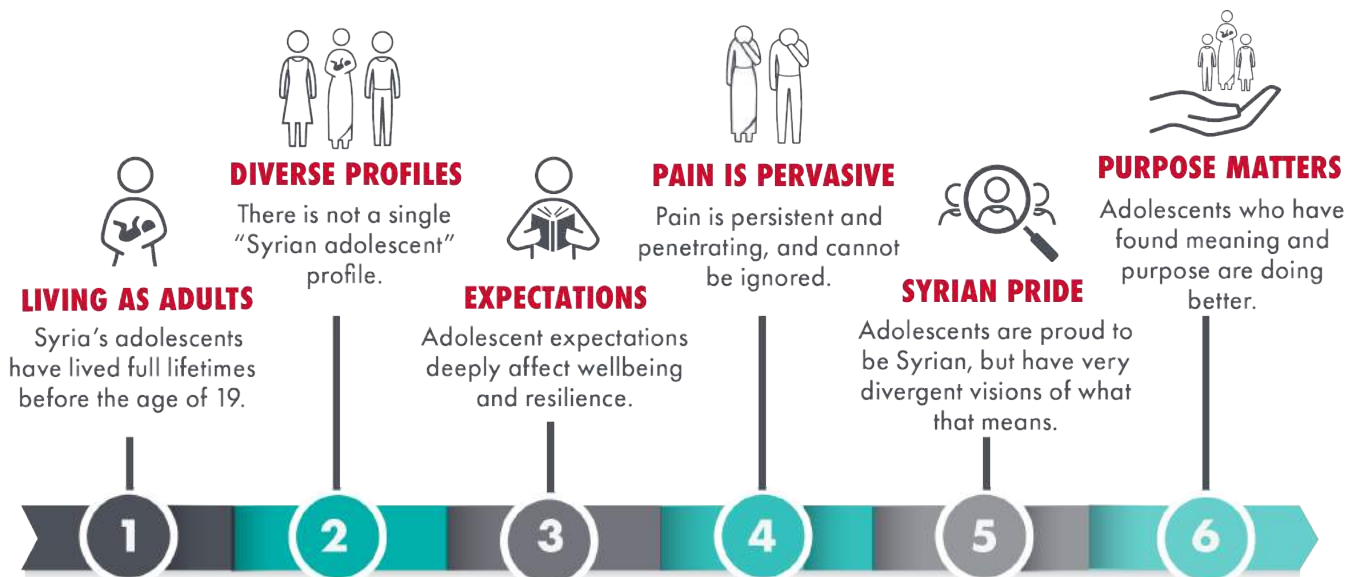 LIVING AS ADULTS
Syria's adolescents
have lived full lifetimes
before the age of 19.
1
DIVERSE PROFILES
There is not a single
“Syrian adolescent”
profile.
2
EXPECTATIONS
Adolescent expectations
deeply affect wellbeing
and resilience.
3
PAIN IS PERVASIVE
Pain is persistent and
penetrating, and cannot
be ignored.
4
SYRIAN PRIDE
Adolescents are proud to
be Syrian, but have very
divergent visions of what
that means.
5
PURPOSE MATTERS
Adolescents who have
found meaning and
purpose are doing
better.
6